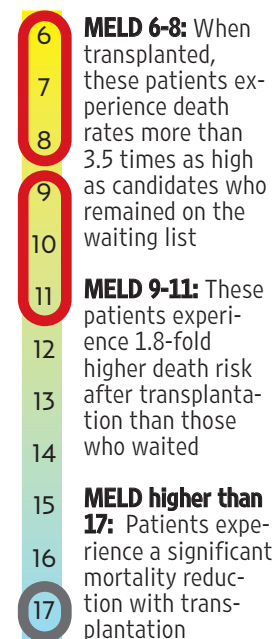 6
7
8
9
10
11
12
13
14
15
16
17
MELD 6-8: When
transplanted,
these patients ex-
perience death
rates more than
3.5 times as high
as candidates who
remained on the
waiting list
MELD 9-11: These
patients experi-
ence 1.8-fold
higher death risk
after transplanta-
tion than those
who waited
MELD higher than
17: Patients expe-
rience a significant
mortality reduc-
tion with trans-
plantation